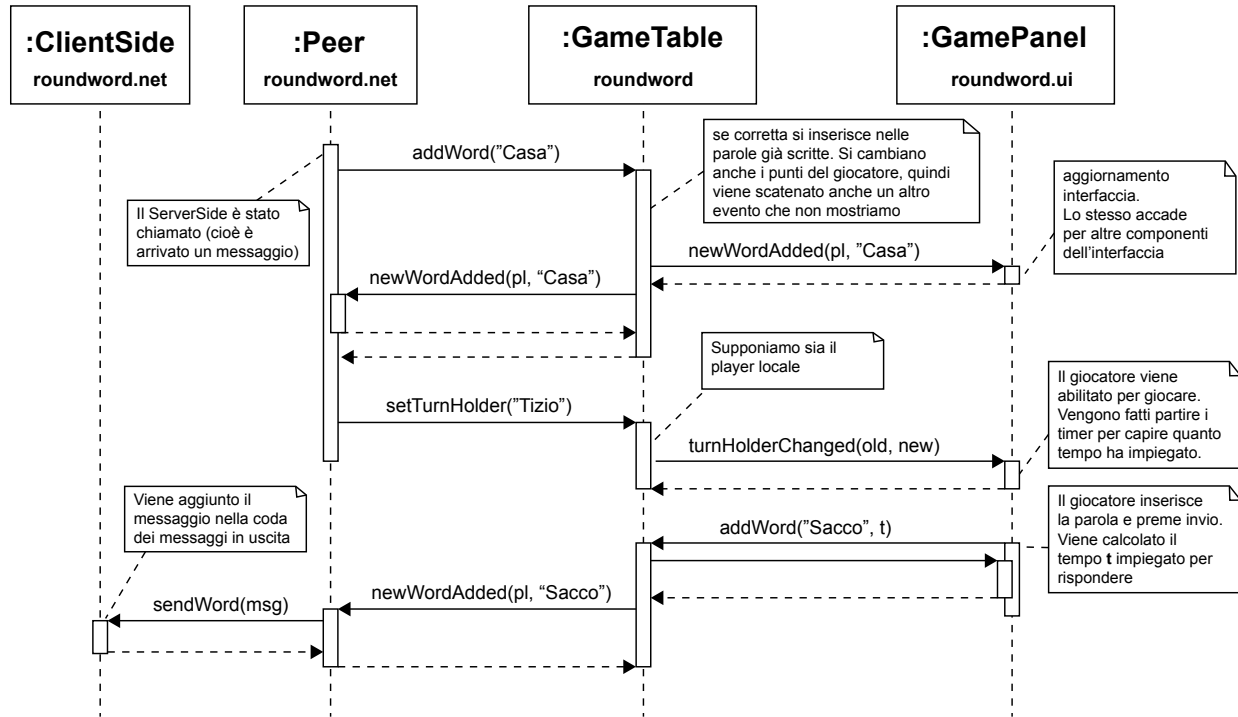 :ClientSide
roundword.net
:Peer
roundword.net
:GameTable
roundword
:GamePanel
roundword.ui
addWord("Casa")
se corretta si inserisce nelle
parole già scritte. Si cambiano
anche i punti del giocatore, quindi
viene scatenato anche un altro
evento che non mostriamo
aggiornamento
interfaccia.
Lo stesso accade
per altre componenti
dell'interfaccia
Il ServerSide è stato
chiamato (cioè è
arrivato un messaggio)
newWordAdded(pl, "Casa")
newWordAdded(pl, "Casa")
Supponiamo sia il
player locale
Il giocatore viene
abilitato per giocare.
Vengono fatti partire i
timer per capire quanto
tempo ha impiegato.
setTurnHolder("Tizio")
turnHolderChanged(old, new)
Viene aggiunto il
messaggio nella coda
dei messaggi in uscita
Il giocatore inserisce
la parola e preme invio.
Viene calcolato il
tempo t impiegato per
rispondere
addWord("Sacco", t)
newWordAdded(pl, "Sacco")
sendWord(msg)